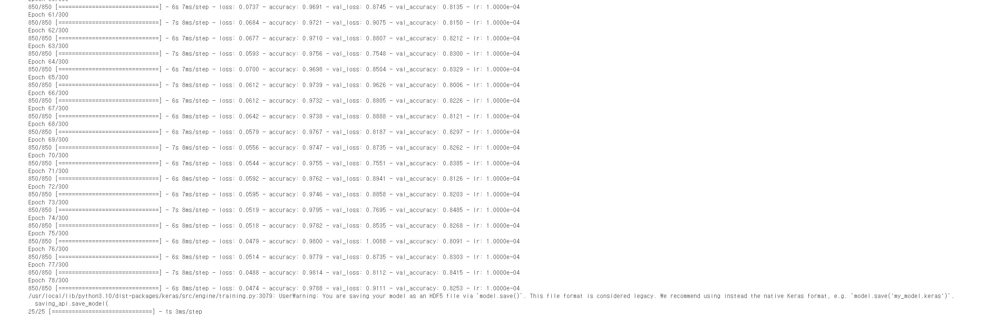 850/850 [==============================] - 6s 7ms/step - loss: 0.0737 - accuracy: 0.9691 - val_loss: 0.8745 - val_accuracy: 0.8135 - lr: 1.0000e-04
Epoch 61/300
850/850 [==============================] - 7s 8ms/step - loss: 0.0684 - accuracy: 0.9721 - val_loss: 0.9075 - val_accuracy: 0.8150 - lr: 1.0000e-04
Epoch 62/300
850/850 [==============================] - 6s 7ms/step - loss: 0.0677 - accuracy: 0.9710 - val_loss: 0.8807 - val_accuracy: 0.8212 - lr: 1.0000e-04
Epoch 63/300
850/850 [==============================] - 7s 8ms/step - loss: 0.0593 - accuracy: 0.9756 - val_loss: 0.7548 - val_accuracy: 0.8300 - lr: 1.0000e-04
Epoch 64/300
850/850 [==============================] - 6s 7ms/step - loss: 0.0700 - accuracy: 0.9698 - val_loss: 0.8504 - val_accuracy: 0.8329 - lr: 1.0000e-04
Epoch 65/300
850/850 [==============================] - 7s 8ms/step - loss: 0.0612 - accuracy: 0.9739 - val_loss: 0.9626 - val_accuracy: 0.8006 - lr: 1.0000e-04
Epoch 66/300
850/850 [==============================] - 6s 7ms/step - loss: 0.0612 - accuracy: 0.9732 - val_loss: 0.8805 - val_accuracy: 0.8226 - lr: 1.0000e-04
Epoch 67/300
850/850 [==============================] - 6s 8ms/step - loss: 0.0642 - accuracy: 0.9738 - val_loss: 0.8888 - val_accuracy: 0.8121 - lr: 1.0000e-04
Epoch 68/300
850/850 [==============================] - 6s 7ms/step - loss: 0.0579 - accuracy: 0.9767 - val_loss: 0.8187 - val_accuracy: 0.8297 - lr: 1.0000e-04
Epoch 69/300
850/850 [==============================] - 7s 8ms/step - loss: 0.0556 - accuracy: 0.9747 - val_loss: 0.8735 - val_accuracy: 0.8262 - lr: 1.0000e-04
Epoch 70/300
850/850 [==============================] - 6s 7ms/step - loss: 0.0544 - accuracy: 0.9755 - val_loss: 0.7551 - val_accuracy: 0.8385 - lr: 1.0000e-04
Epoch 71/300
850/850 [==============================] - 6s 8ms/step - loss: 0.0592 - accuracy: 0.9762 - val_loss: 0.8941 - val_accuracy: 0.8126 - lr: 1.0000e-04
Epoch 72/300
850/850 [==============================] - 6s 7ms/step - loss: 0.0595 - accuracy: 0.9746 - val_loss: 0.8858 - val_accuracy: 0.8203 - lr: 1.0000e-04
Epoch 73/300
850/850 [==============================] - 7s 8ms/step - loss: 0.0519 - accuracy: 0.9795 - val_loss: 0.7695 - val_accuracy: 0.8485 - lr: 1.0000e-04
Epoch 74/300
850/850 [==============================] - 6s 8ms/step - loss: 0.0518 - accuracy: 0.9782 - val_loss: 0.8535 - val_accuracy: 0.8268 - lr: 1.0000e-04
Epoch 75/300
850/850 [==============================] - 6s 8ms/step - loss: 0.0479 - accuracy: 0.9800 - val_loss: 1.0088 - val_accuracy: 0.8091 - lr: 1.0000e-04
Epoch 76/300
850/850 [==============================] - 6s 8ms/step - loss: 0.0514 - accuracy: 0.9779 - val_loss: 0.8735 - val_accuracy: 0.8303 - lr: 1.0000e-04
Epoch 77/300
850/850 [==============================] - 7s 8ms/step - loss: 0.0488 - accuracy: 0.9814 - val_loss: 0.8112 - val_accuracy: 0.8415 - lr: 1.0000e-04
Epoch 78/300
850/850 [==============================] - 6s 8ms/step - loss: 0.0474 - accuracy: 0.9788 - val_loss: 0.9111 - val_accuracy: 0.8253 - lr: 1.0000e-04
/usr/local/lib/python3.10/dist-packages/keras/src/engine/training.py:3079: UserWarning: You are saving your model as an HDF5 file via `model.save()`. This file format is considered legacy. We recommend using instead the native Keras format, e.g. `model.save('my_model.keras')`.
  saving_api.save_model(
25/25 [==============================] - 1s 3ms/step